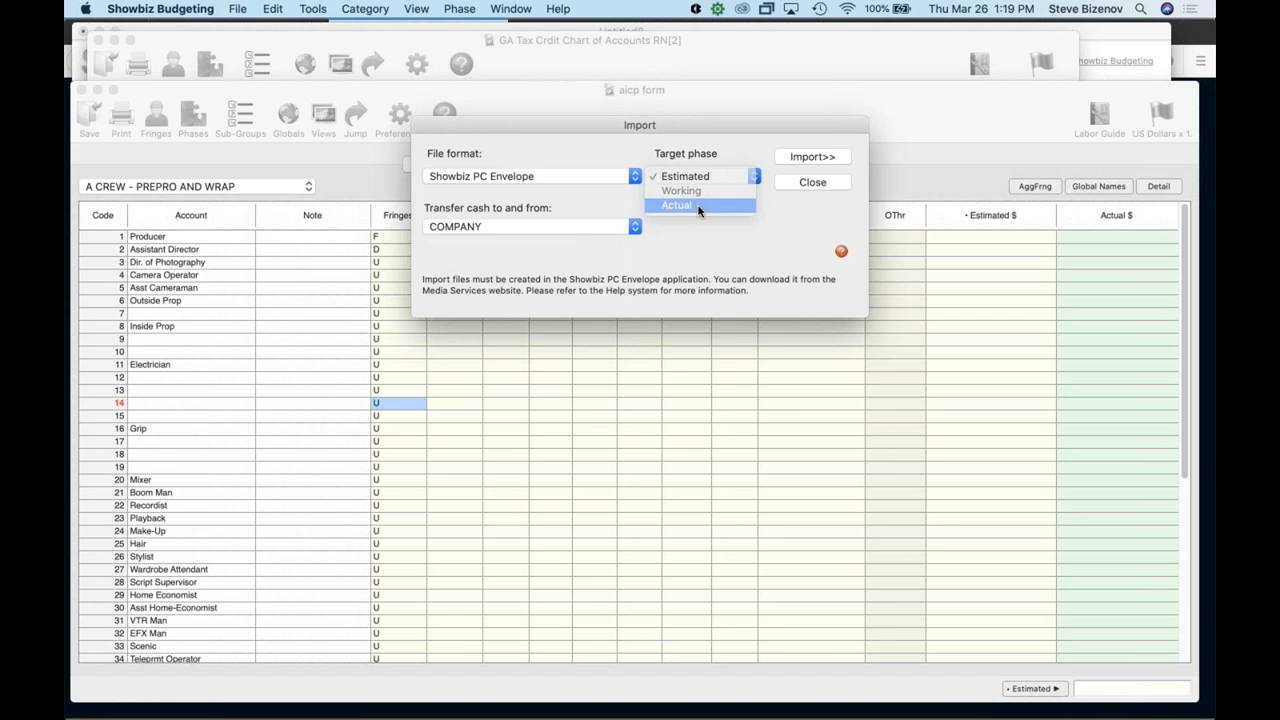 Showbiz Budgeting File Edit Tools Category View Phase Window Help 100% Thu Mar 26 1:19 PM Steve Bizenov
GA Tax Crdit Chart of Accounts RN[2]
howbiz Budgeting
aicp form
Save Print Fringes Phases Sub-Groups Globals Views Jump Preferen Labor Guide US Dollars x 1.
Import
File format: Target phase Import>>
Showbiz PC Envelope ✓ Estimated Close
Working
Actual
Transfer cash to and from:
COMPANY
Import files must be created in the Showbiz PC Envelope application. You can download it from the
Media Services website. Please refer to the Help system for more information.
A CREW - PREPRO AND WRAP AggFrng Global Names Detail
Code Account Note Fringes OThr • Estimated $ Actual $
1 Producer F
2 Assistant Director D
3 Dir. of Photography U
4 Camera Operator U
5 Asst Cameraman U
6 Outside Prop U
7 U
8 Inside Prop U
9 U
10 U
11 Electrician U
12 U
13 U
14 U
15 U
16 Grip U
17 U
18 U
19 U
20 Mixer U
21 Boom Man U
22 Recordist U
23 Playback U
24 Make-Up U
25 Hair U
26 Stylist U
27 Wardrobe Attendant U
28 Script Supervisor U
29 Home Economist U
30 Asst Home-Economist U
31 VTR Man U
32 EFX Man U
33 Scenic U
34 Teleprmt Operator U
• Estimated ▶